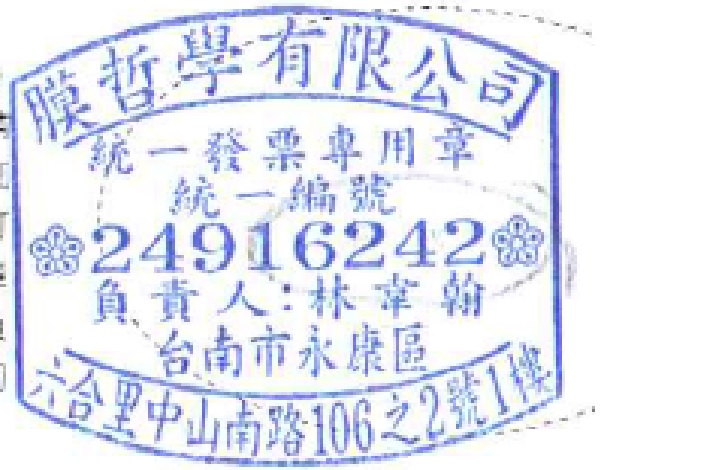 膜哲學有限公司
統一發票專用章
統一編號
24916242
負責人:林韋翰
台南市永康區
六合里中山南路106之2號1樓